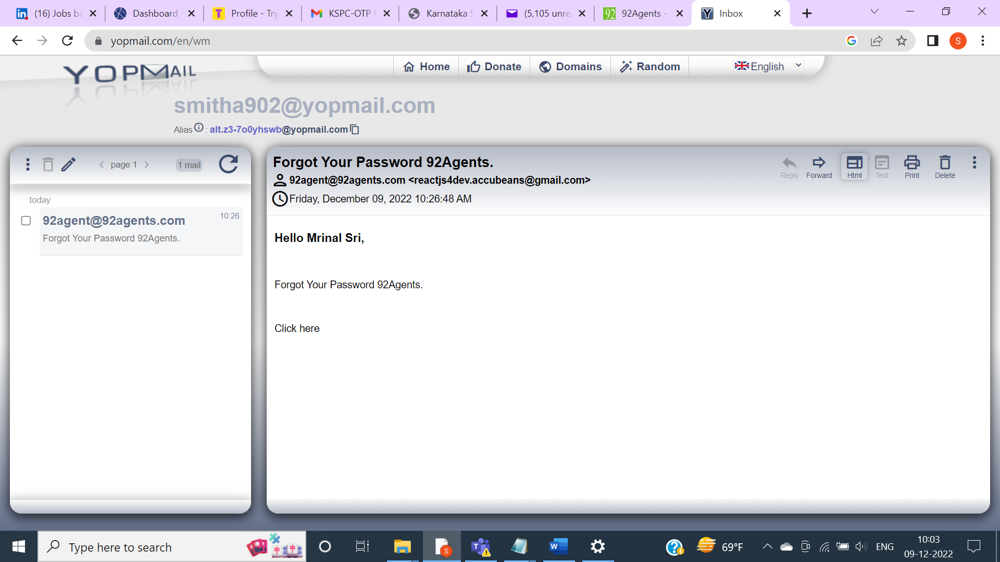 (16) Jobs ba
Dashboard
Profile - Try
KSPC-OTP F
Karnataka S
(5,105 unre
92Agents -
Inbox
yopmail.com/en/wm
S
YOPMAIL
Home
Donate
Domains
Random
English
smitha902@yopmail.com
Alias : alt.z3-7o0yhswb@yopmail.com
page 1
1 mail
today
92agent@92agents.com
10:26
Forgot Your Password 92Agents.
Forgot Your Password 92Agents.
92agent@92agents.com <reactjs4dev.accubeans@gmail.com>
Friday, December 09, 2022 10:26:48 AM
Reply
Forward
Html
Text
Print
Delete
Hello Mrinal Sri,
Forgot Your Password 92Agents.
Click here
Type here to search
69°F
ENG
10:03
09-12-2022